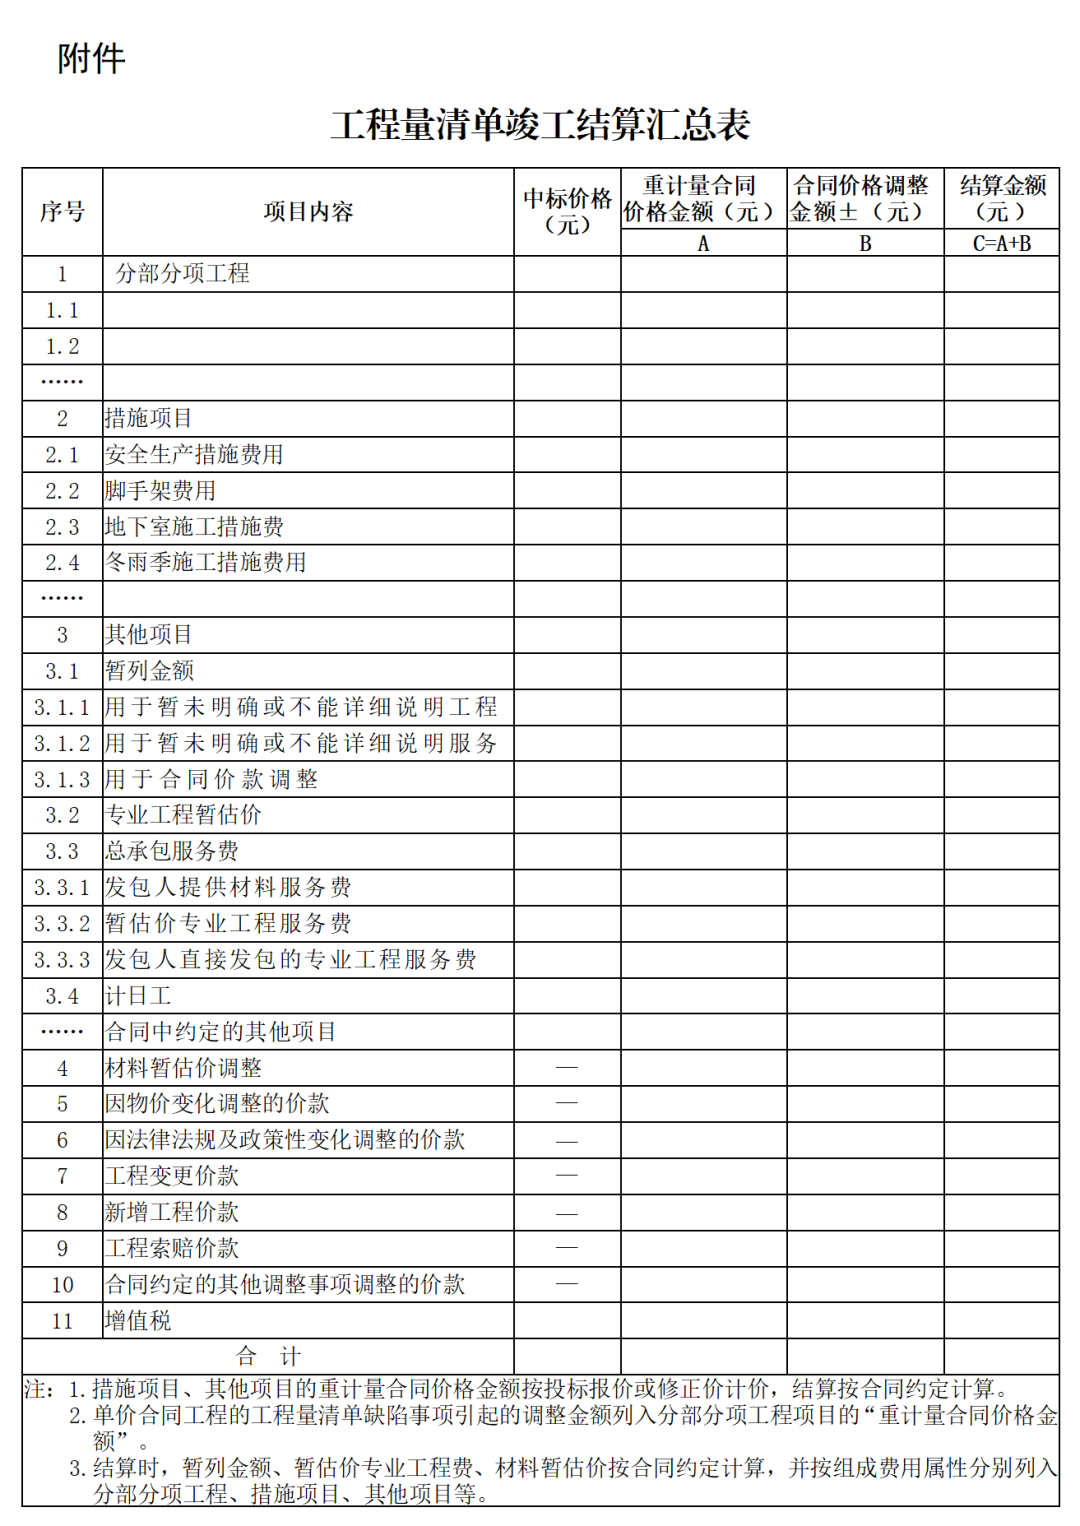 附件
工程量清单竣工结算汇总表
序号 项目内容 中标价格（元） 重计量合同价格金额（元） 合同价格调整金额±（元） 结算金额（元）
A B C=A+B
1 分部分项工程
1.1
1.2
……
2 措施项目
2.1 安全生产措施费用
2.2 脚手架费用
2.3 地下室施工措施费
2.4 冬雨季施工措施费用
……
3 其他项目
3.1 暂列金额
3.1.1 用于暂未明确或不能详细说明工程
3.1.2 用于暂未明确或不能详细说明服务
3.1.3 用于合同价款调整
3.2 专业工程暂估价
3.3 总承包服务费
3.3.1 发包人提供材料服务费
3.3.2 暂估价专业工程服务费
3.3.3 发包人直接发包的专业工程服务费
3.4 计日工
…… 合同中约定的其他项目
4 材料暂估价调整 —
5 因物价变化调整的价款 —
6 因法律法规及政策性变化调整的价款 —
7 工程变更价款 —
8 新增工程价款 —
9 工程索赔价款 —
10 合同约定的其他调整事项调整的价款 —
11 增值税
合 计
注：1.措施项目、其他项目的重计量合同价格金额按投标报价或修正价计价，结算按合同约定计算。
2.单价合同工程的工程量清单缺陷事项引起的调整金额列入分部分项工程项目的“重计量合同价格金
额”。
3.结算时，暂列金额、暂估价专业工程费、材料暂估价按合同约定计算，并按组成费用属性分别列入
分部分项工程、措施项目、其他项目等。